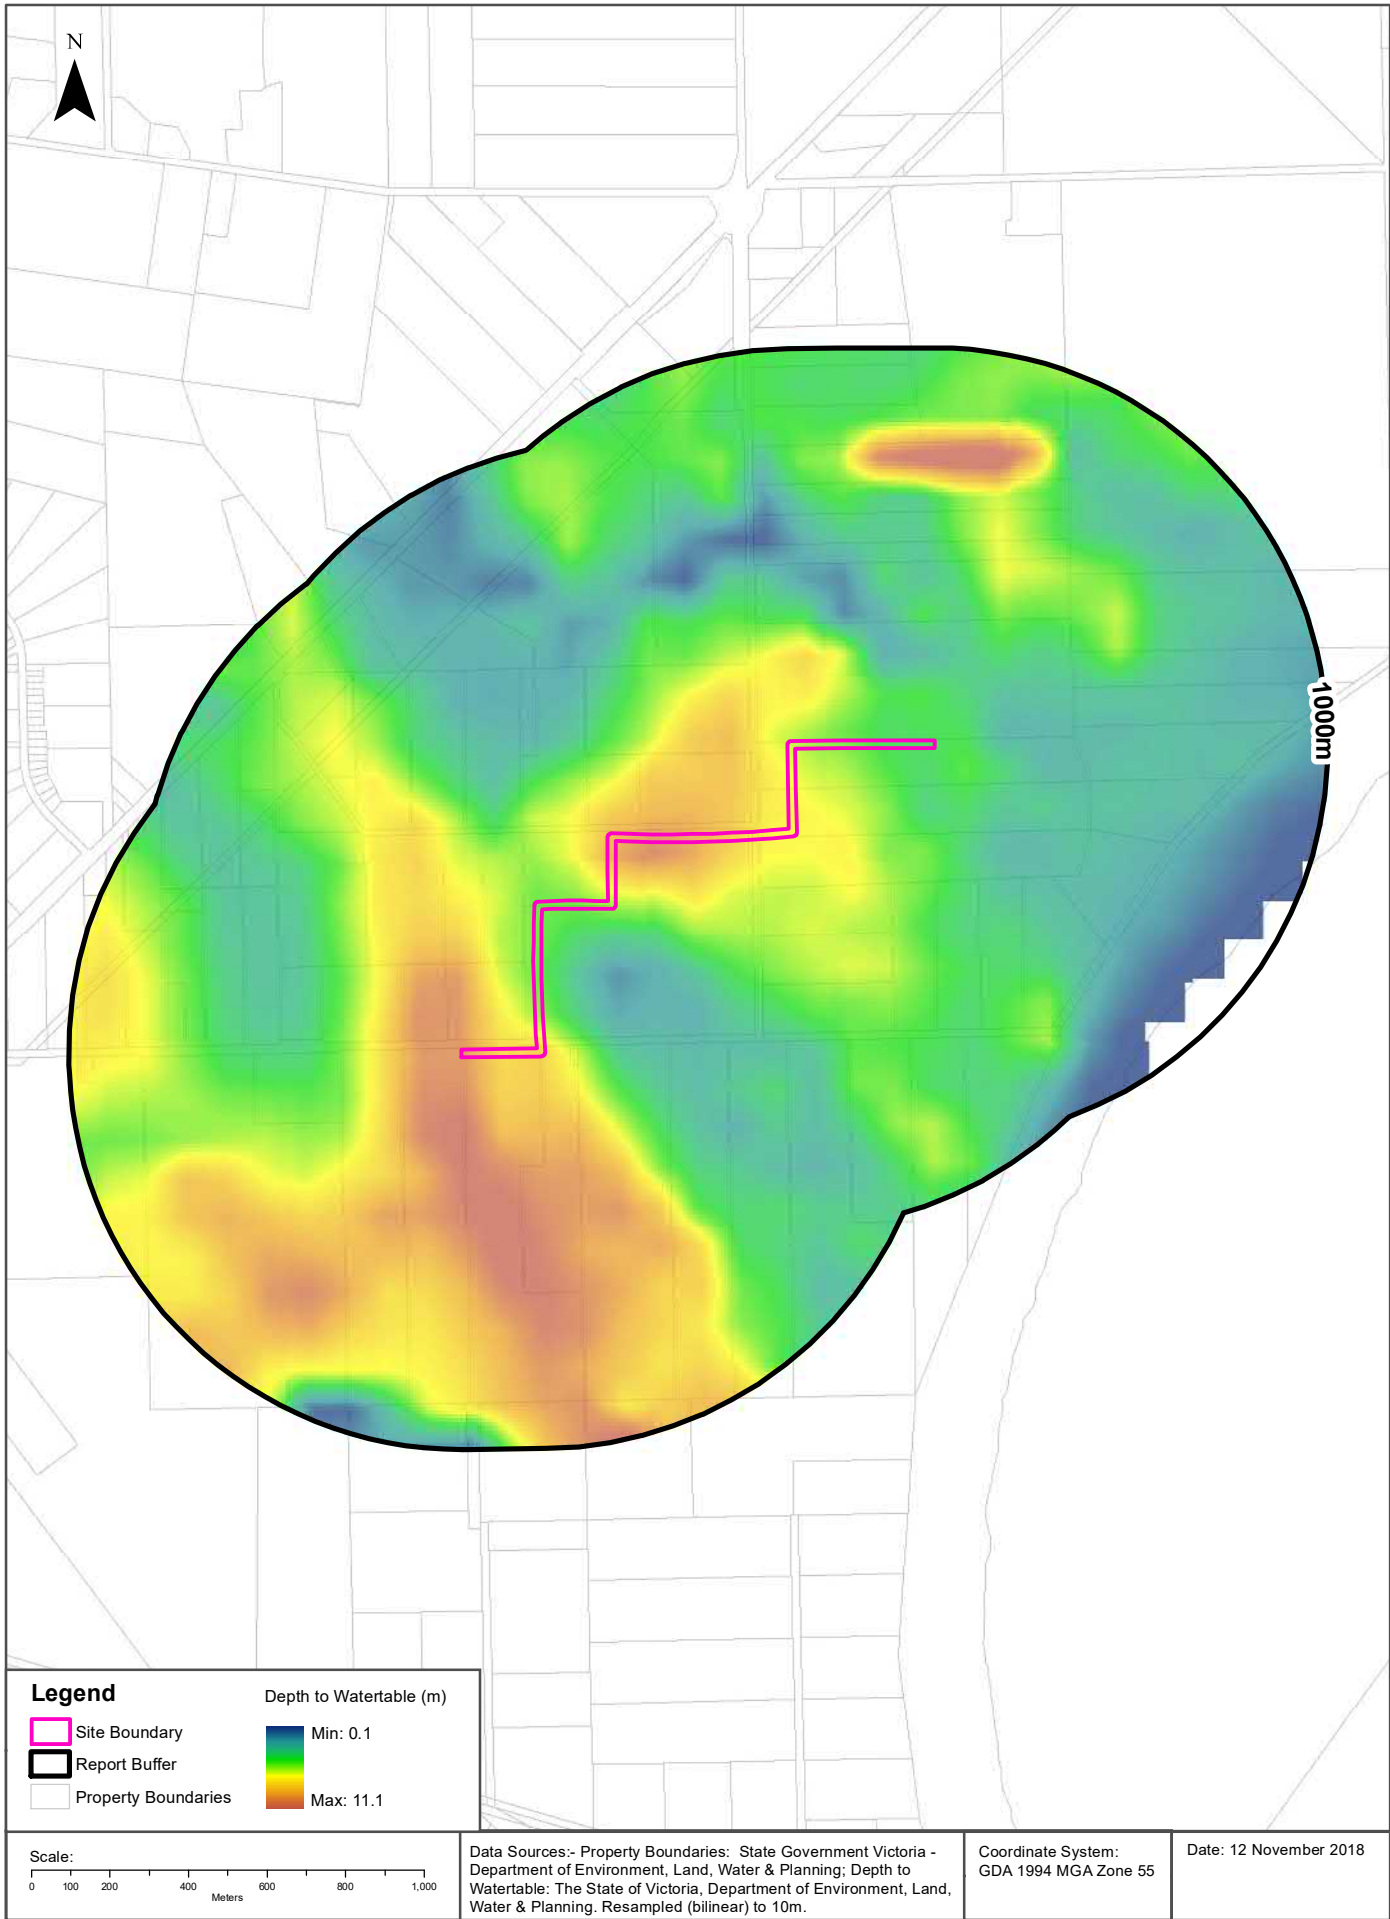 N
1000m
Legend
Depth to Watertable (m)
Site Boundary
Min: 0.1
Report Buffer
Property Boundaries
Max: 11.1
Scale:
0 100 200 400 600 800 1,000
Meters
Data Sources:- Property Boundaries: State Government Victoria -
Department of Environment, Land, Water & Planning; Depth to
Watertable: The State of Victoria, Department of Environment, Land,
Water & Planning. Resampled (bilinear) to 10m.
Coordinate System:
GDA 1994 MGA Zone 55
Date: 12 November 2018